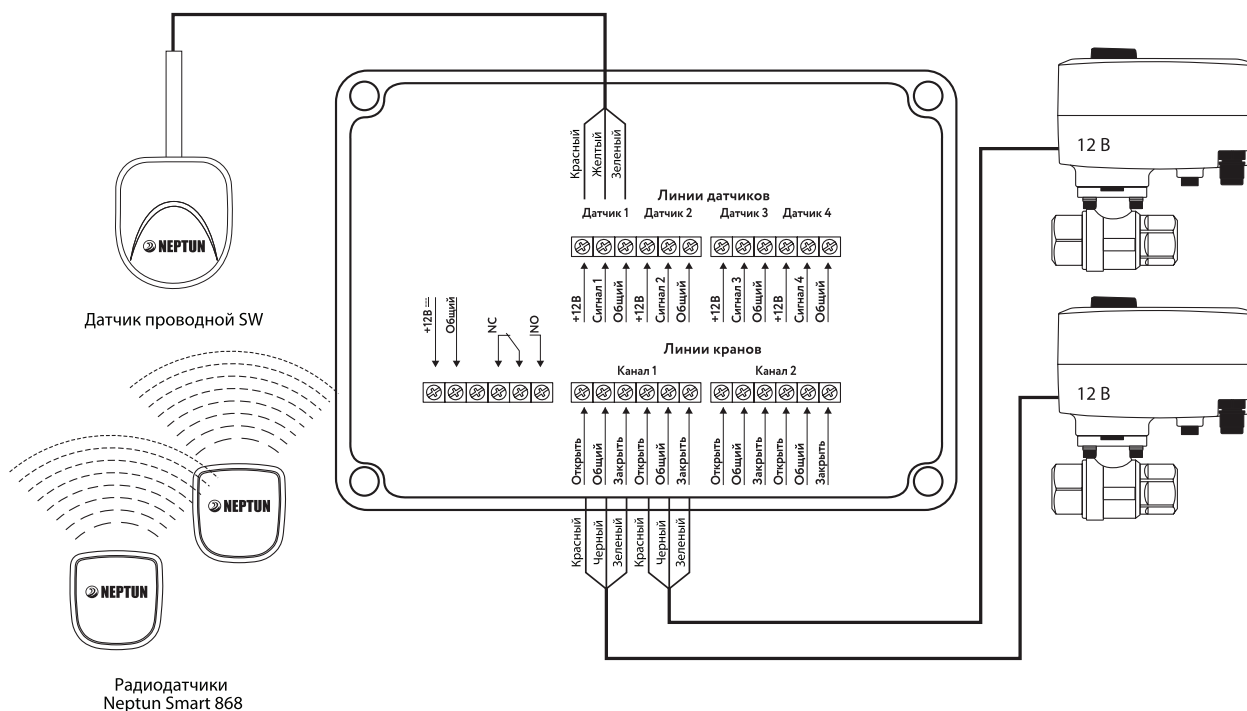 Красный
Желтый
Зеленый
Линии датчиков
Датчик 1 Датчик 2 Датчик 3 Датчик 4
+12В
Сигнал 1
Общий
+12В
Сигнал 2
Общий
+12В
Сигнал 3
Общий
+12В
Сигнал 4
Общий
12 В
NEPTUN
Датчик проводной SW
+12В
Общий
NC
NO
Линии кранов
Канал 1 Канал 2
Открыть
Общий
Закрыть
Открыть
Общий
Закрыть
Открыть
Общий
Закрыть
Открыть
Общий
Закрыть
12 В
NEPTUN
NEPTUN
Красный
Черный
Зеленый
Красный
Черный
Зеленый
Радиодатчики
Neptun Smart 868